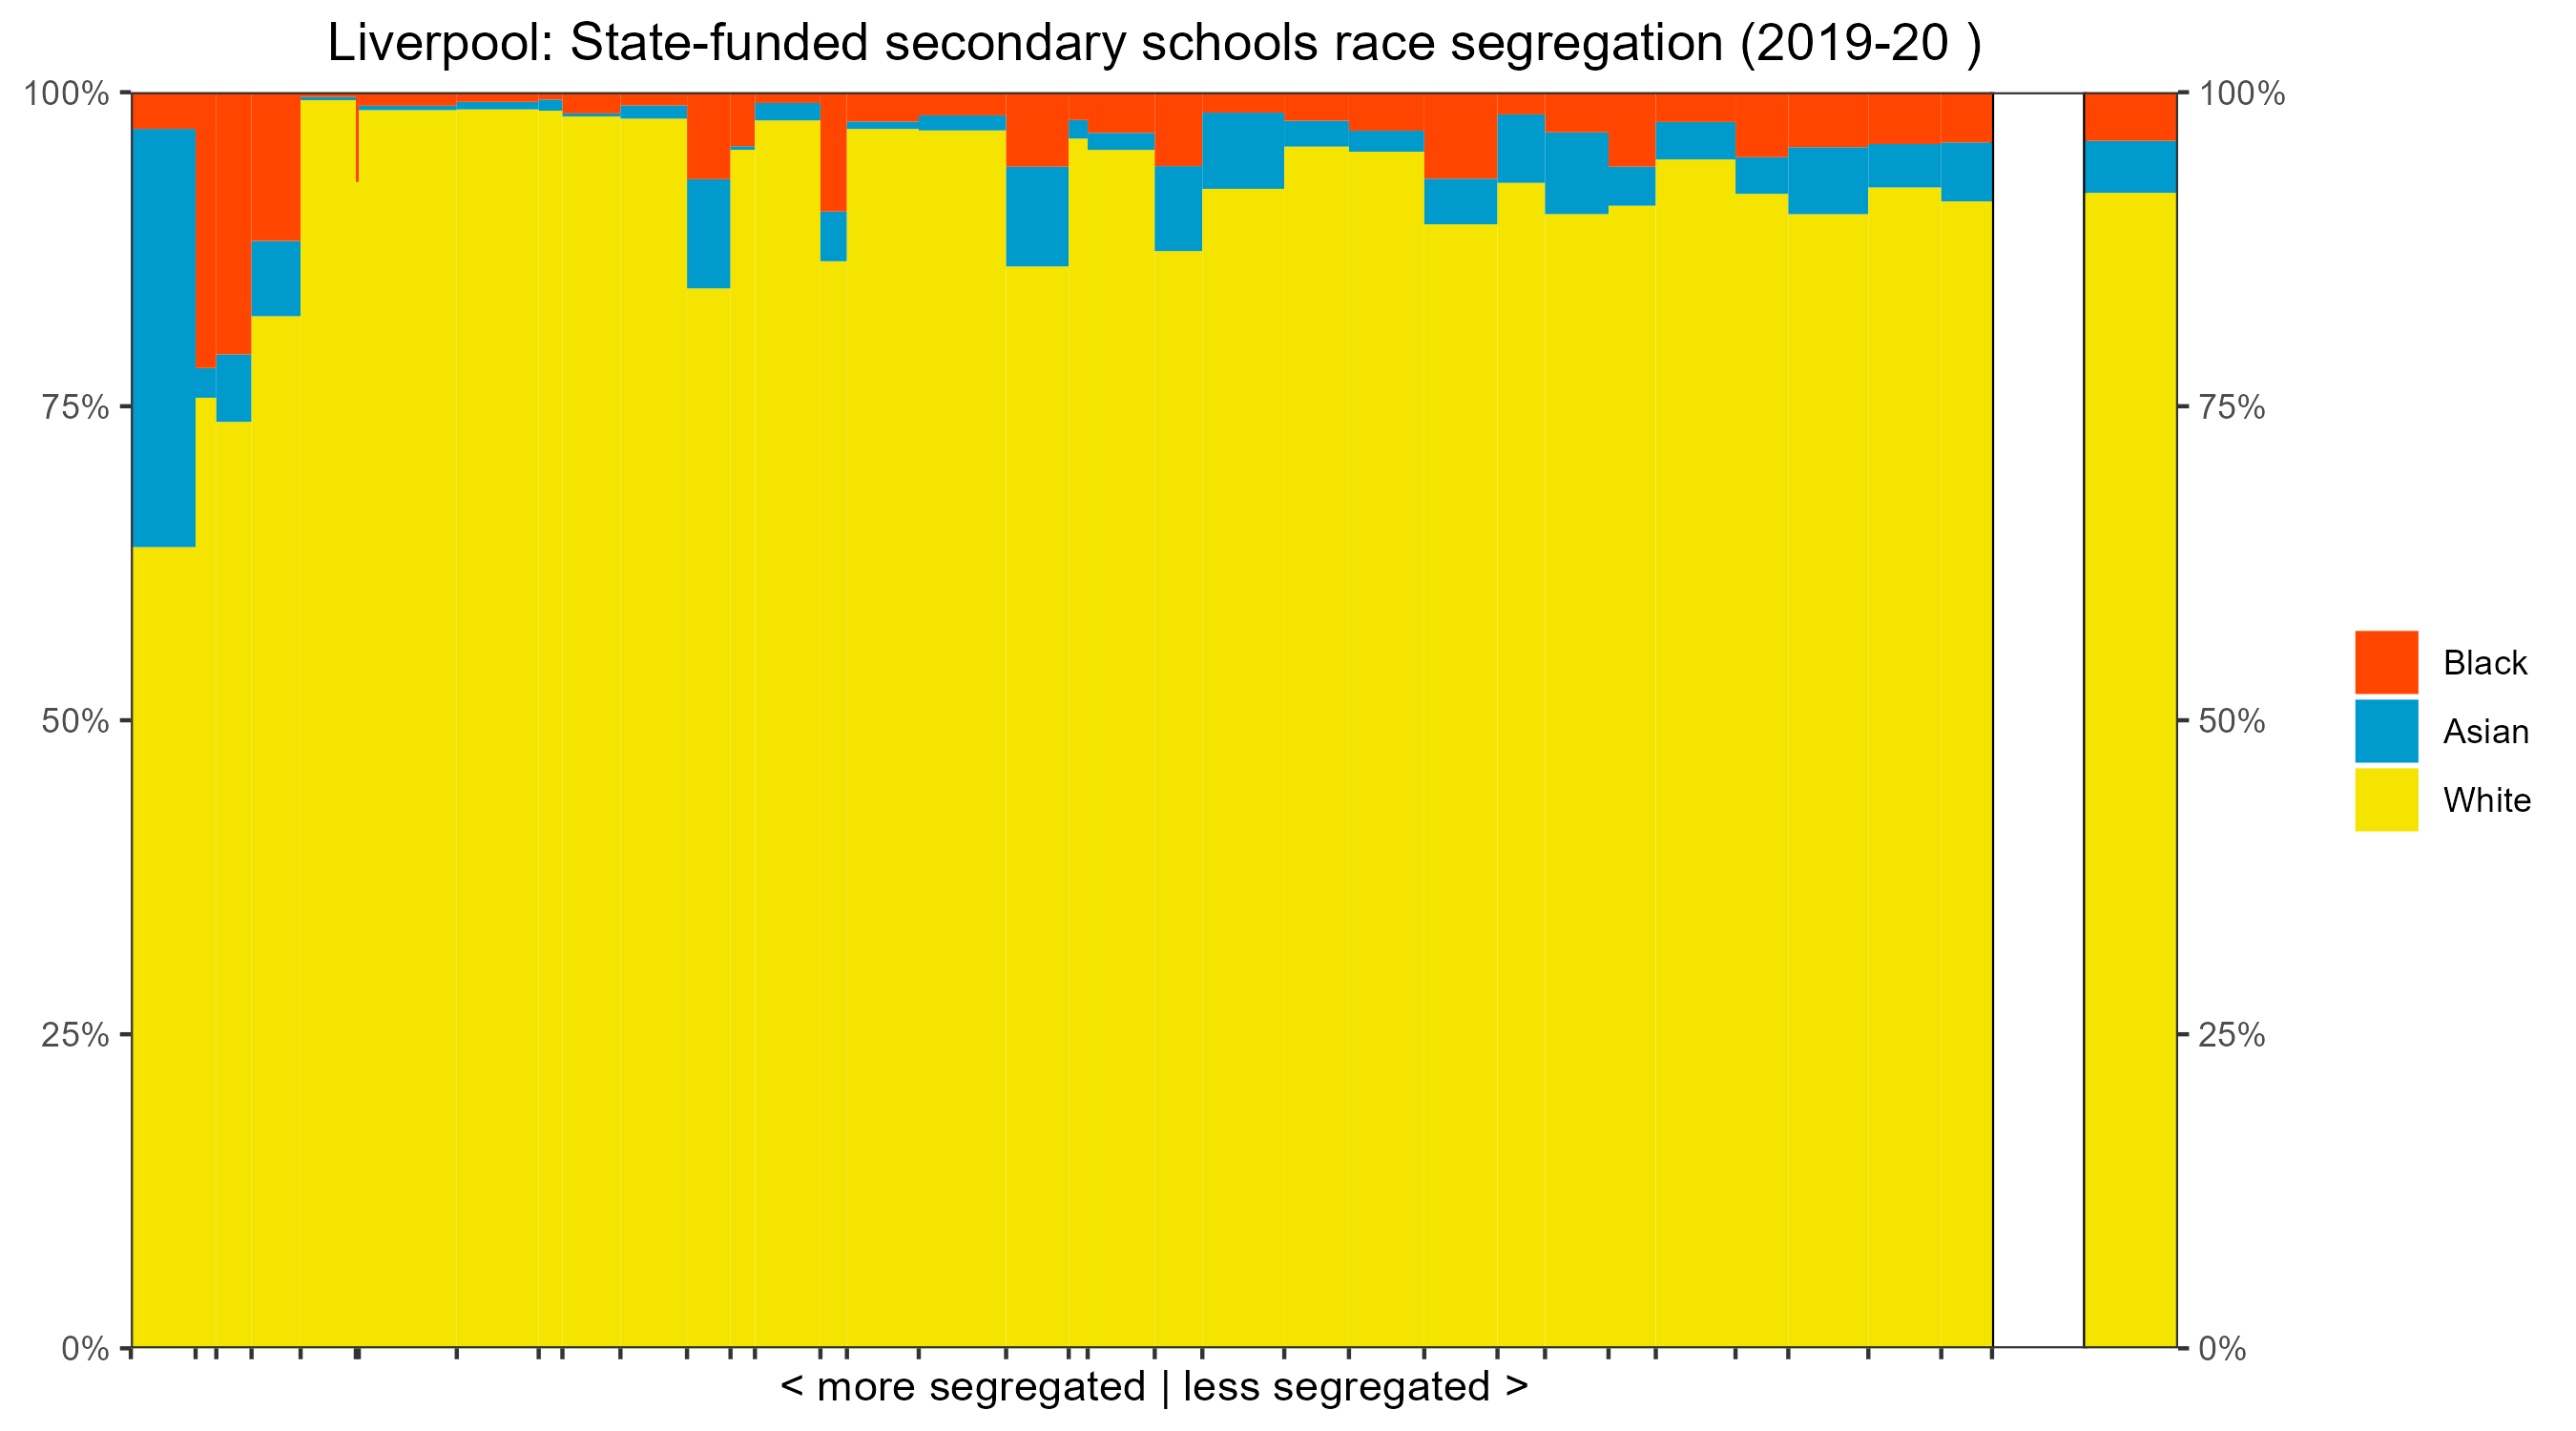 Liverpool: State-funded secondary schools race segregation (2019-20 )
100%
75%
50%
25%
0%
100%
75%
50%
25%
0%
Black
Asian
White
< more segregated | less segregated >